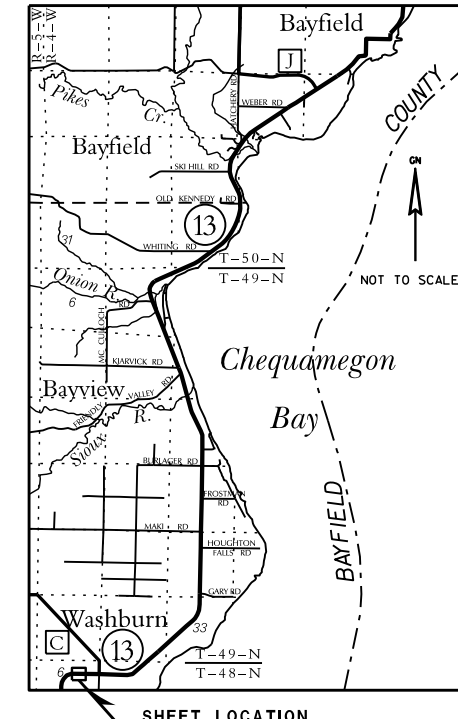 Bayfield
R-5-W
R-4-W
J
COUNTY
Pikes
Cr.
HATCHERY RD
WEBER RD
Bayfield
SKI HILL RD
GN
OLD KENNEDY RD
13
31
WHITING RD
T-50-N
T-49-N
NOT TO SCALE
Onion R.
6
RD
MC CULLOCH
KJARVICK RD
Chequamegon
Bay
Bayview
FRIENDLY VALLEY RD
Sioux R.
BURLAGER RD
FROSTMAN
RD
BAYFIELD
MAKI RD
HOUGHTON
FALLS RD
GARY RD
Washburn
33
C
13
T-49-N
T-48-N
6
SHEET LOCATION